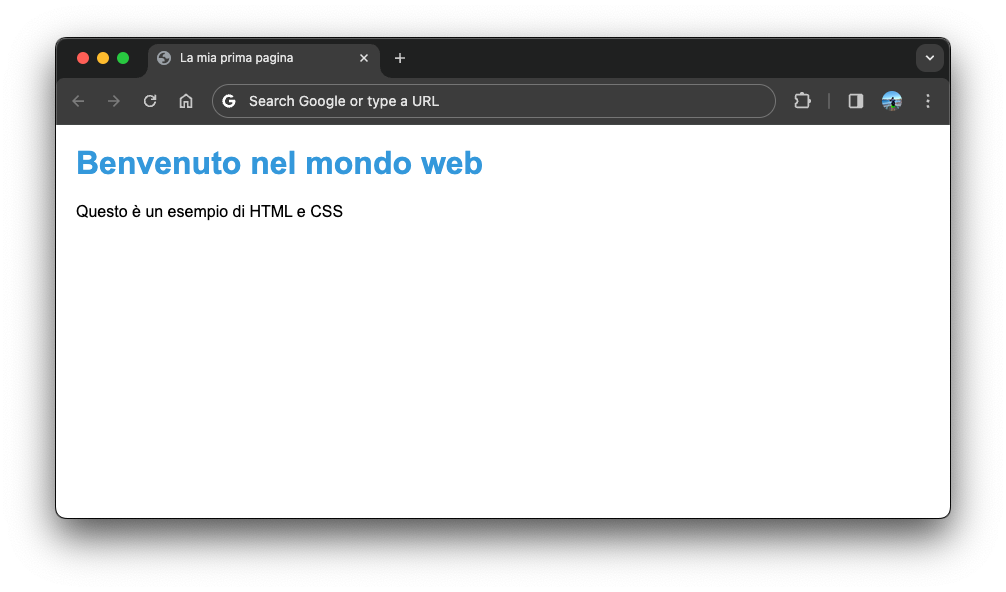 La mia prima pagina
Search Google or type a URL
Benvenuto nel mondo web
Questo è un esempio di HTML e CSS